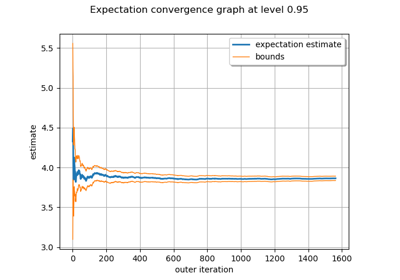 Expectation convergence graph at level 0.95
expectation estimate
bounds
5.5
5.0
4.5
4.0
3.5
3.0
estimate
0 200 400 600 800 1000 1200 1400 1600
outer iteration